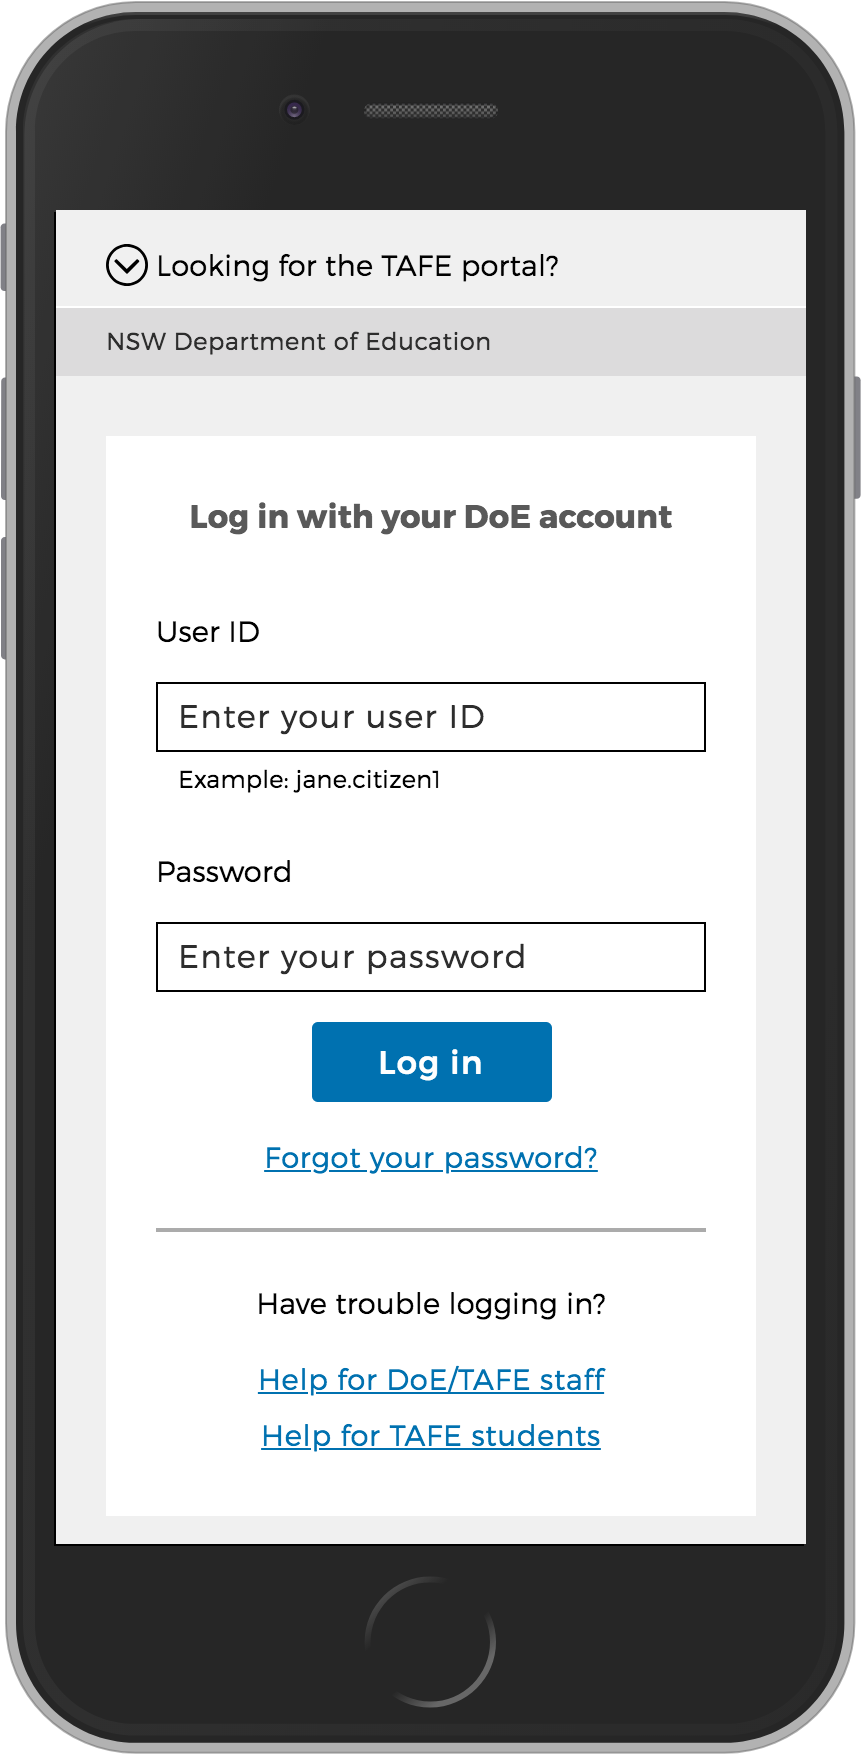 Looking for the TAFE portal?
NSW Department of Education
Log in with your DoE account
User ID
Enter your user ID
Example: jane.citizen1
Password
Enter your password
Log in
Forgot your password?
Have trouble logging in?
Help for DoE/TAFE staff
Help for TAFE students